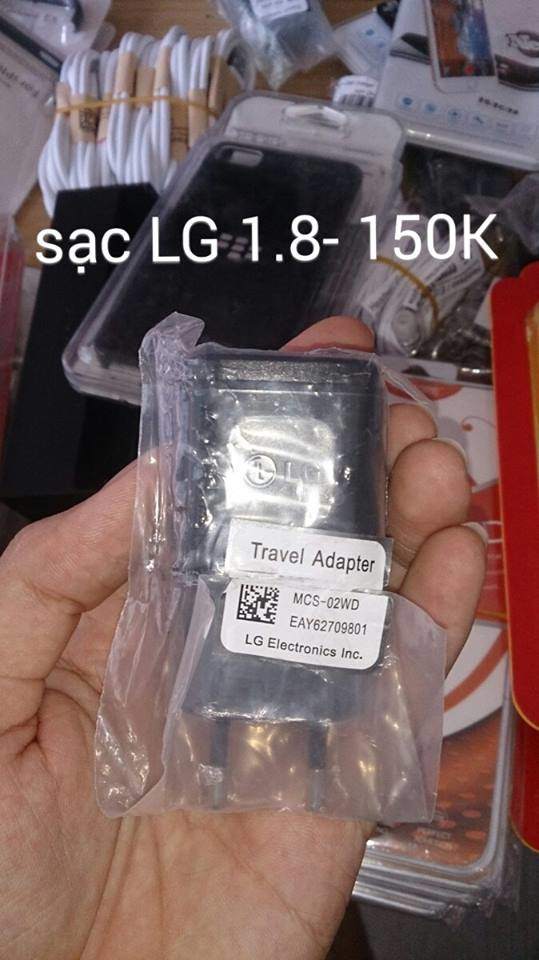 sạc LG 1.8- 150K
LG
Travel Adapter
MCS-02WD
EAY62709801
LG Electronics Inc.